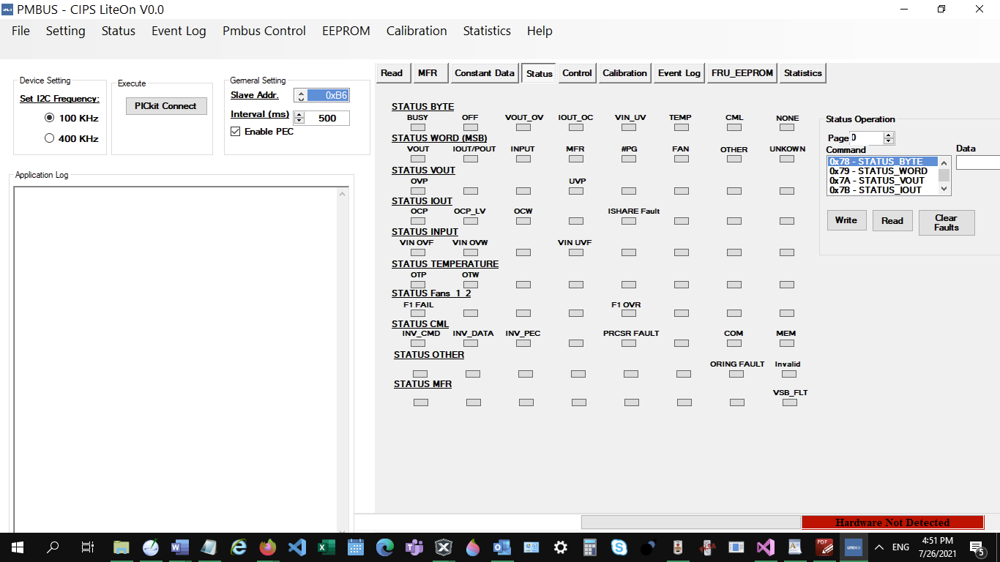 PMBUS - CIPS LiteOn V0.0
File Setting Status Event Log Pmbus Control EEPROM Calibration Statistics Help
Device Setting
Set I2C Frequency:
100 KHz
400 KHz
Execute
PICkit Connect
Gemeral Setting
Slave Addr. 0xB6
Interval (ms) 500
Enable PEC
Application Log
Read MFR Constant Data Status Control Calibration Event Log FRU_EEPROM Statistics
STATUS BYTE
BUSY OFF VOUT_OV IOUT_OC VIN_UV TEMP CML NONE
STATUS WORD (MSB)
VOUT IOUT/POUT INPUT MFR #PG FAN OTHER UNKOWN
STATUS VOUT
OVP UVP
STATUS IOUT
OCP OCP_LV OCW ISHARE Fault
STATUS INPUT
VIN OVF VIN OVW VIN UVF
STATUS TEMPERATURE
OTP OTW
STATUS Fans_1_2
F1 FAIL F1 OVR
STATUS CML
INV_CMD INV_DATA INV_PEC PRCSR FAULT COM MEM
STATUS OTHER
ORING FAULT Invalid
STATUS MFR
VSB_FLT
Status Operation
Page 0
Command
Data
0x78 - STATUS_BYTE
0x79 - STATUS_WORD
0x7A - STATUS_VOUT
0x7B - STATUS_IOUT
Write Read Clear
Faults
Hardware Not Detected
ENG
4:51 PM
7/26/2021
5